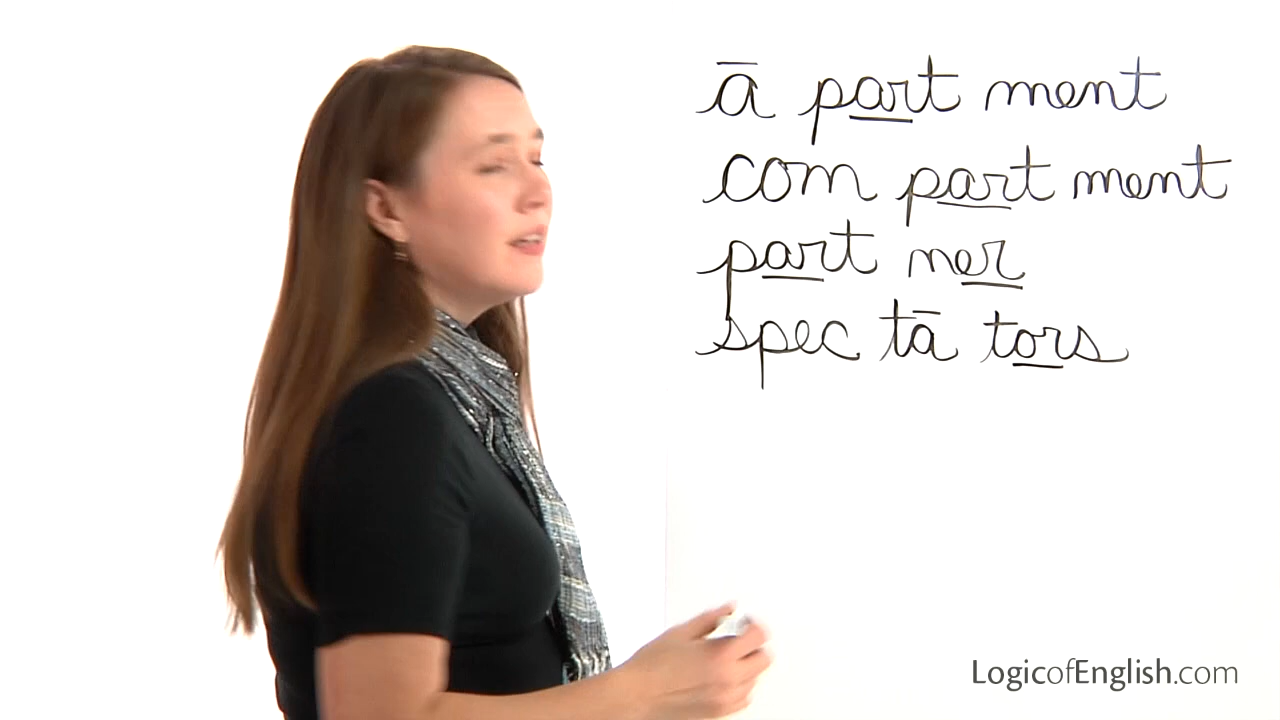 ā part ment
com part ment
part ner
spec tā tors
LogicofEnglish.com